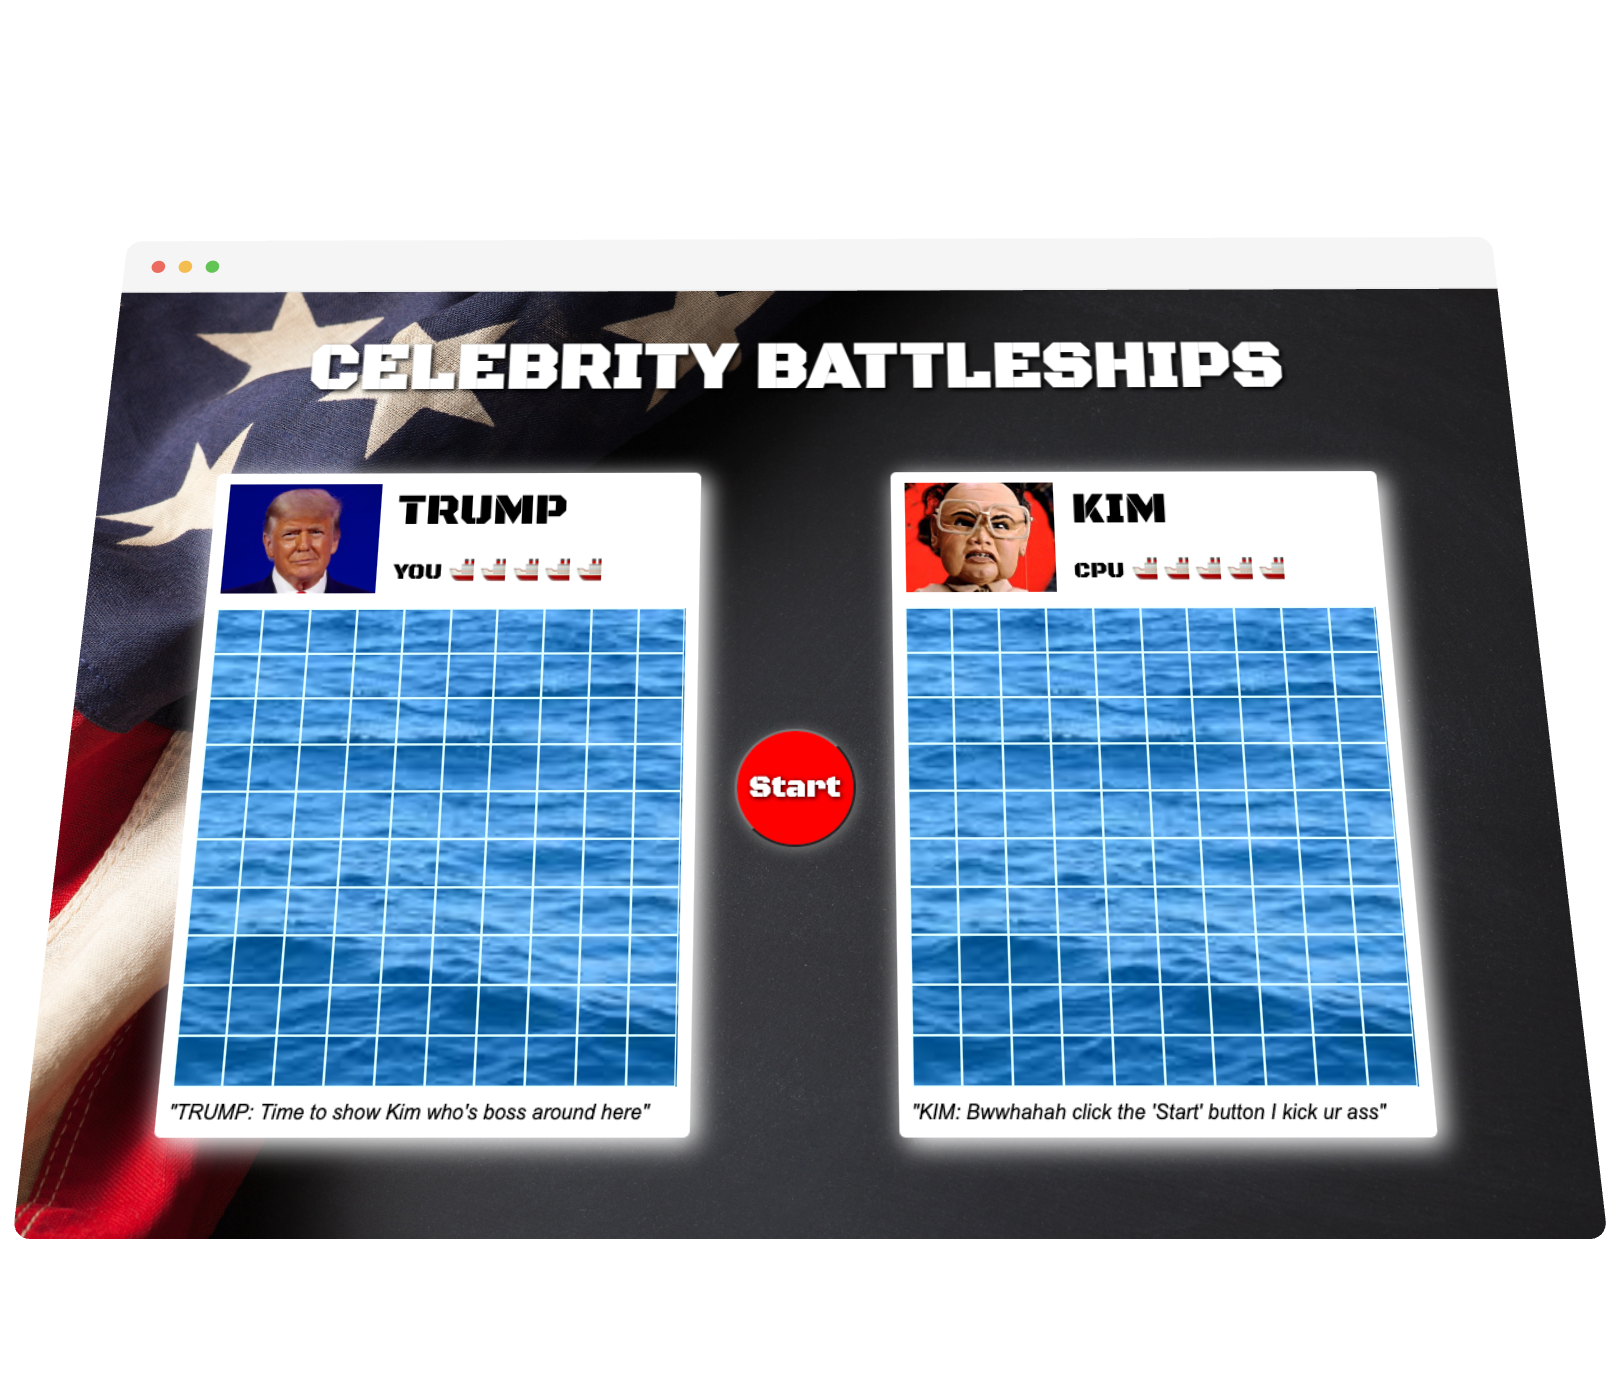 CELEBRITY BATTLESHIPS
TRUMP
YOU
"TRUMP: Time to show Kim who's boss around here"
Start
KIM
CPU
"KIM: Bwwhahah click the 'Start' button I kick ur ass"